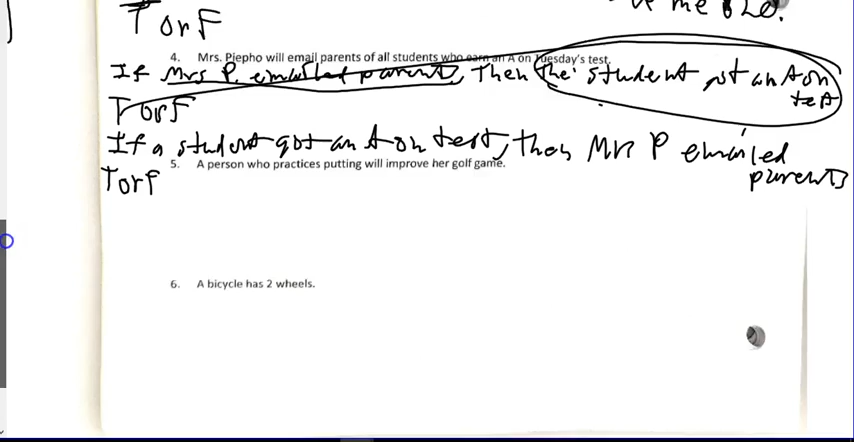 T or F
4. Mrs. Piepho will email parents of all students who earn an A on Tuesday's test.
If Mrs P. emailed parents, then the student got an A on test
T or F
If a student got an A on test, then Mrs P emailed parents
5. A person who practices putting will improve her golf game.
T or F
6. A bicycle has 2 wheels.